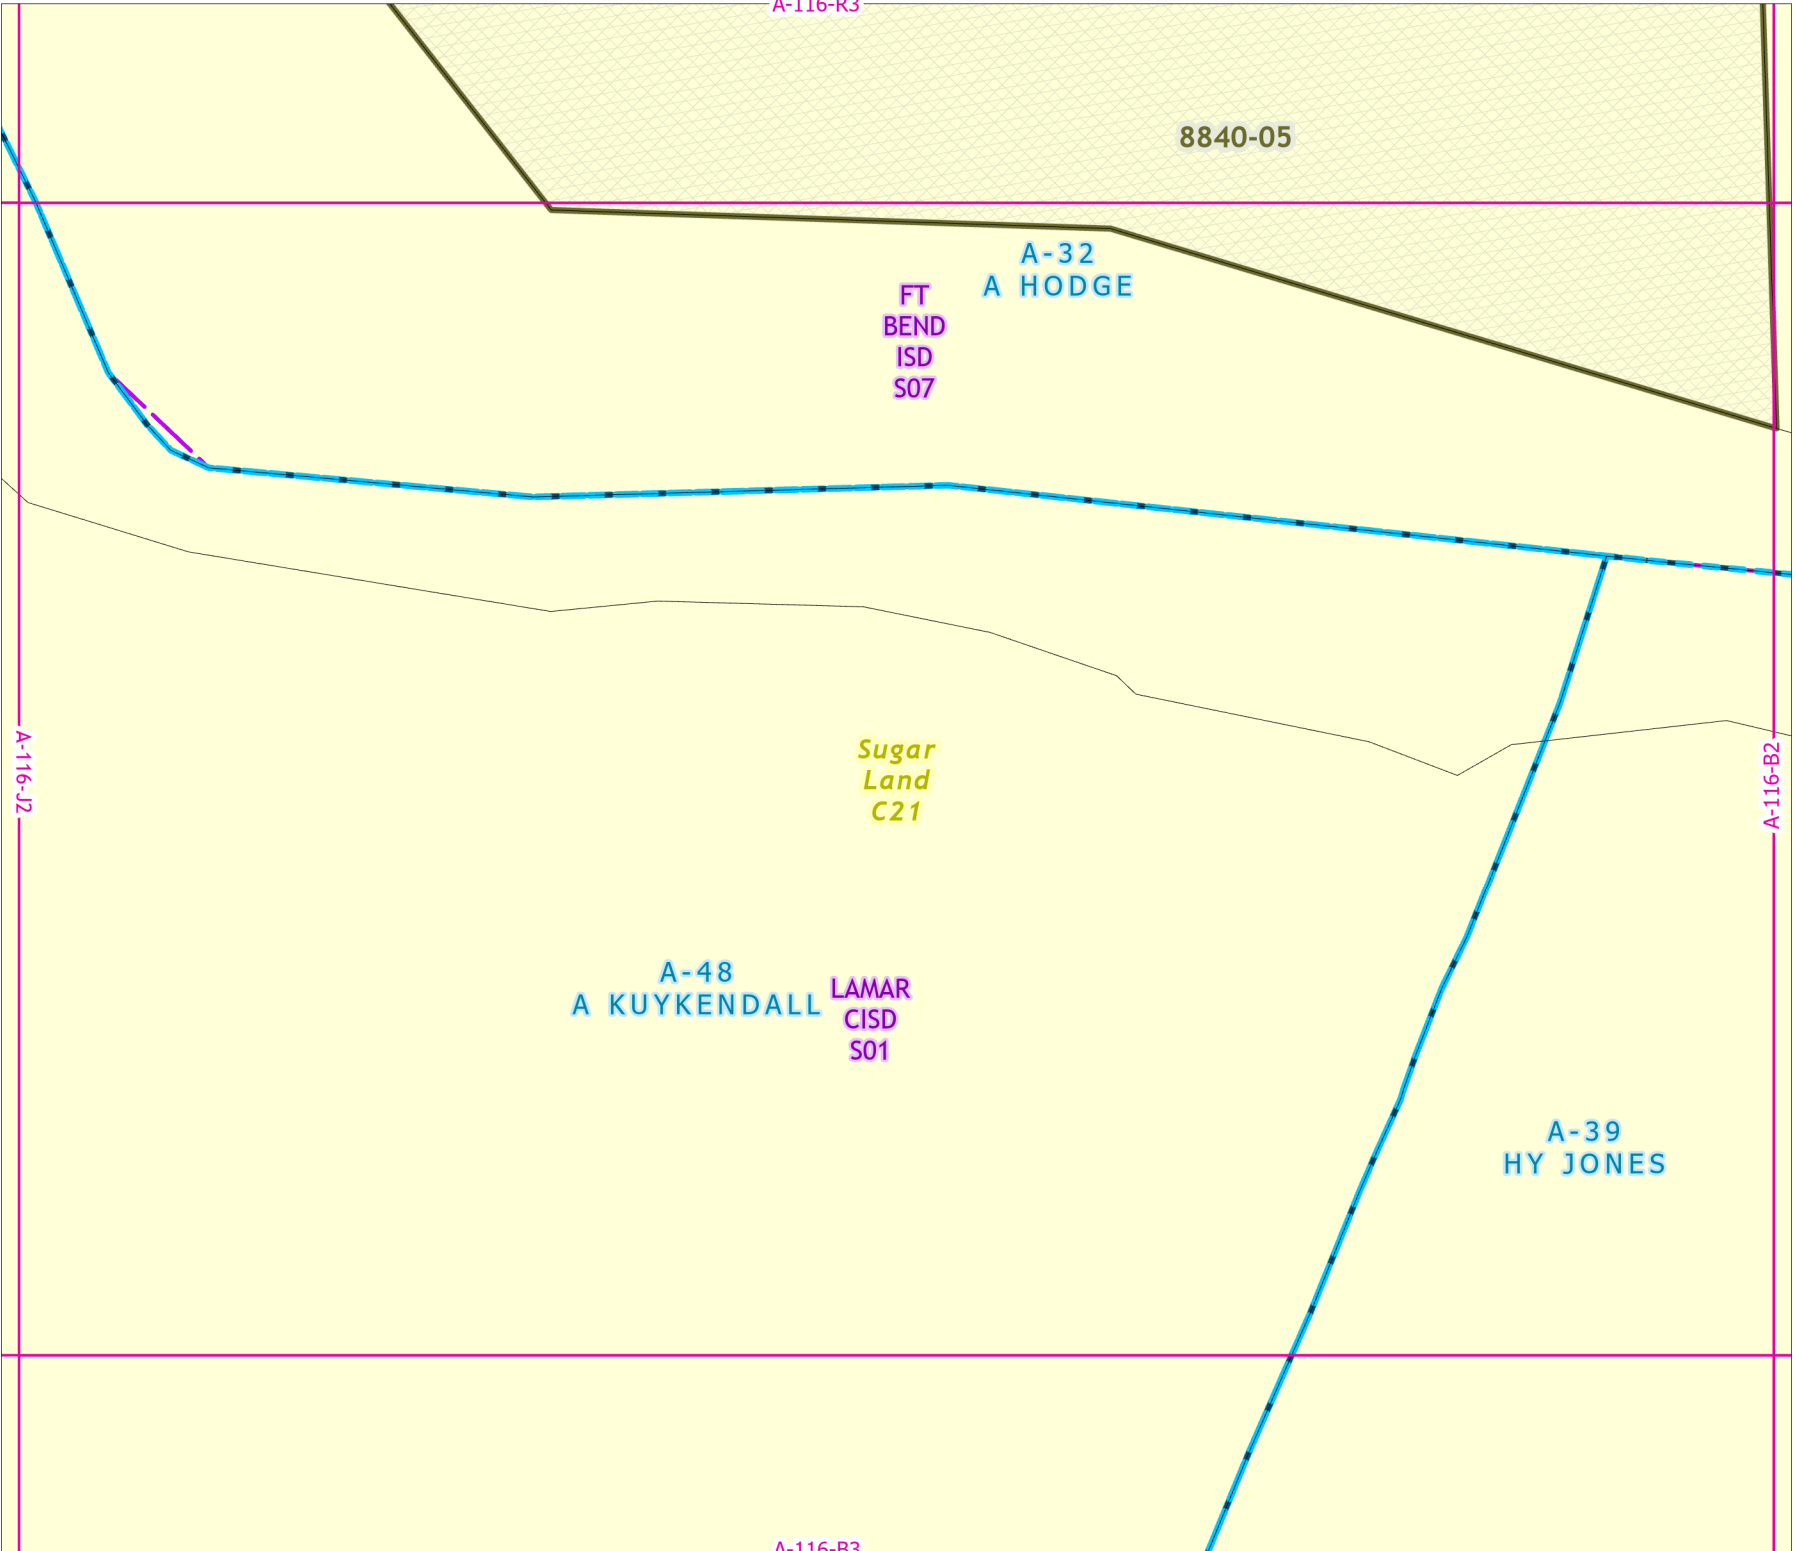 A-116-R3
8840-05
A-32
A HODGE
FT
BEND
ISD
S07
A-116-J2
Sugar
Land
C21
A-116-B2
A-48
A KUYKENDALL
LAMAR
CISD
S01
A-39
HY JONES
A-116-B3